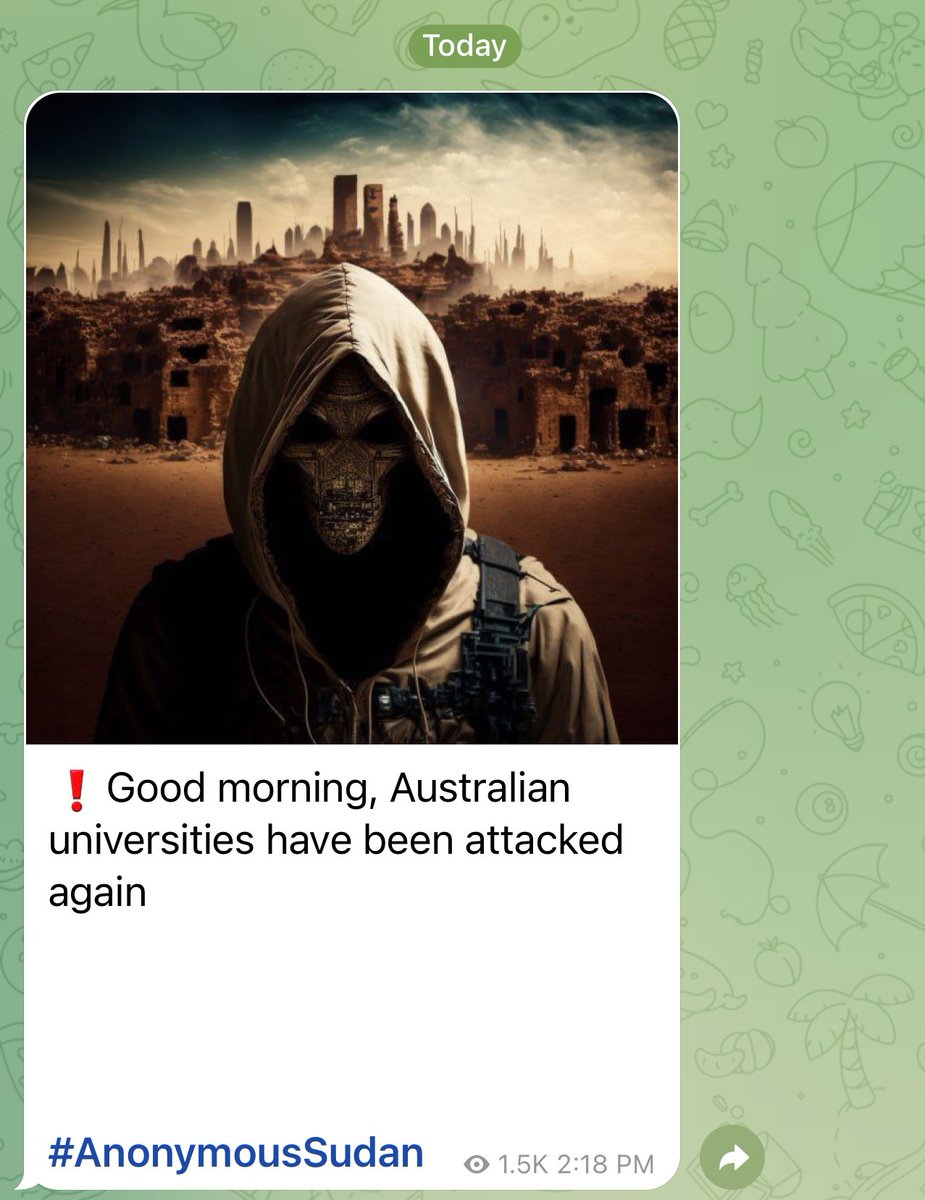 Today
❗ Good morning, Australian
universities have been attacked
again
#AnonymousSudan
1.5K 2:18 PM